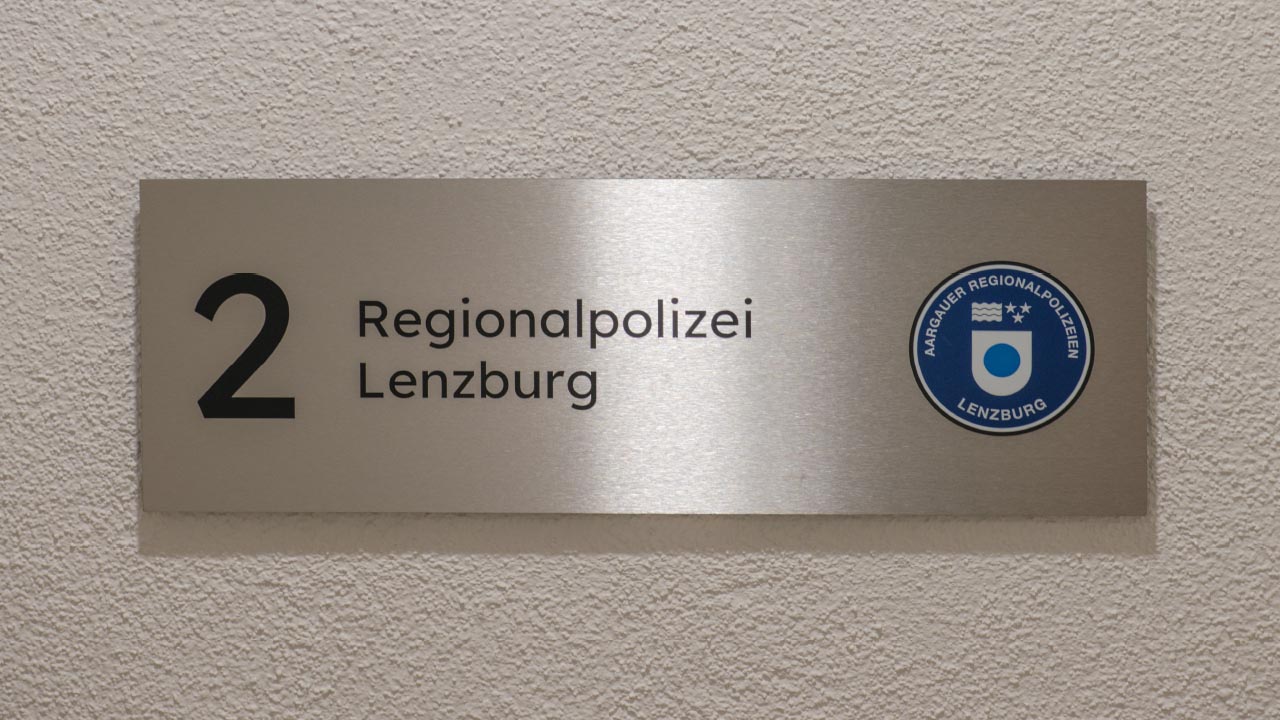 2
Regionalpolizei
Lenzburg
AARGAUER REGIONALPOLIZEIEN
LENZBURG